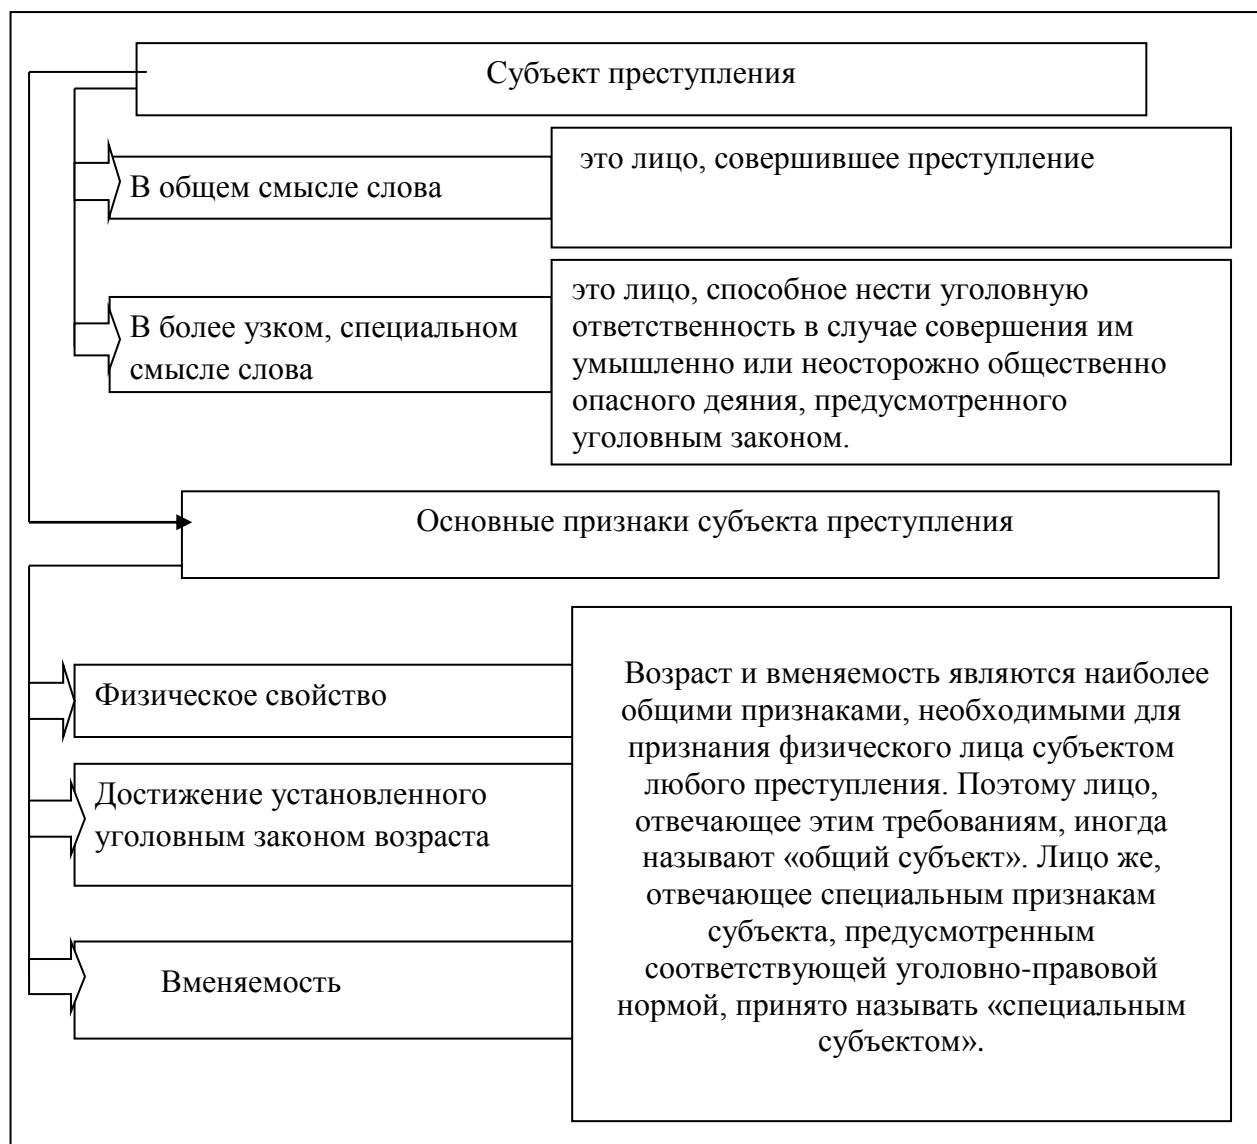 Субъект преступления
В общем смысле слова
это лицо, совершившее преступление
В более узком, специальном
смысле слова
это лицо, способное нести уголовную
ответственность в случае совершения им
умышленно или неосторожно общественно
опасного деяния, предусмотренного
уголовным законом.
Основные признаки субъекта преступления
Физическое свойство
Достижение установленного
уголовным законом возраста
Вменяемость
Возраст и вменяемость являются наиболее
общими признаками, необходимыми для
признания физического лица субъектом
любого преступления. Поэтому лицо,
отвечающее этим требованиям, иногда
называют «общий субъект». Лицо же,
отвечающее специальным признакам
субъекта, предусмотренным
соответствующей уголовно-правовой
нормой, принято называть «специальным
субъектом».